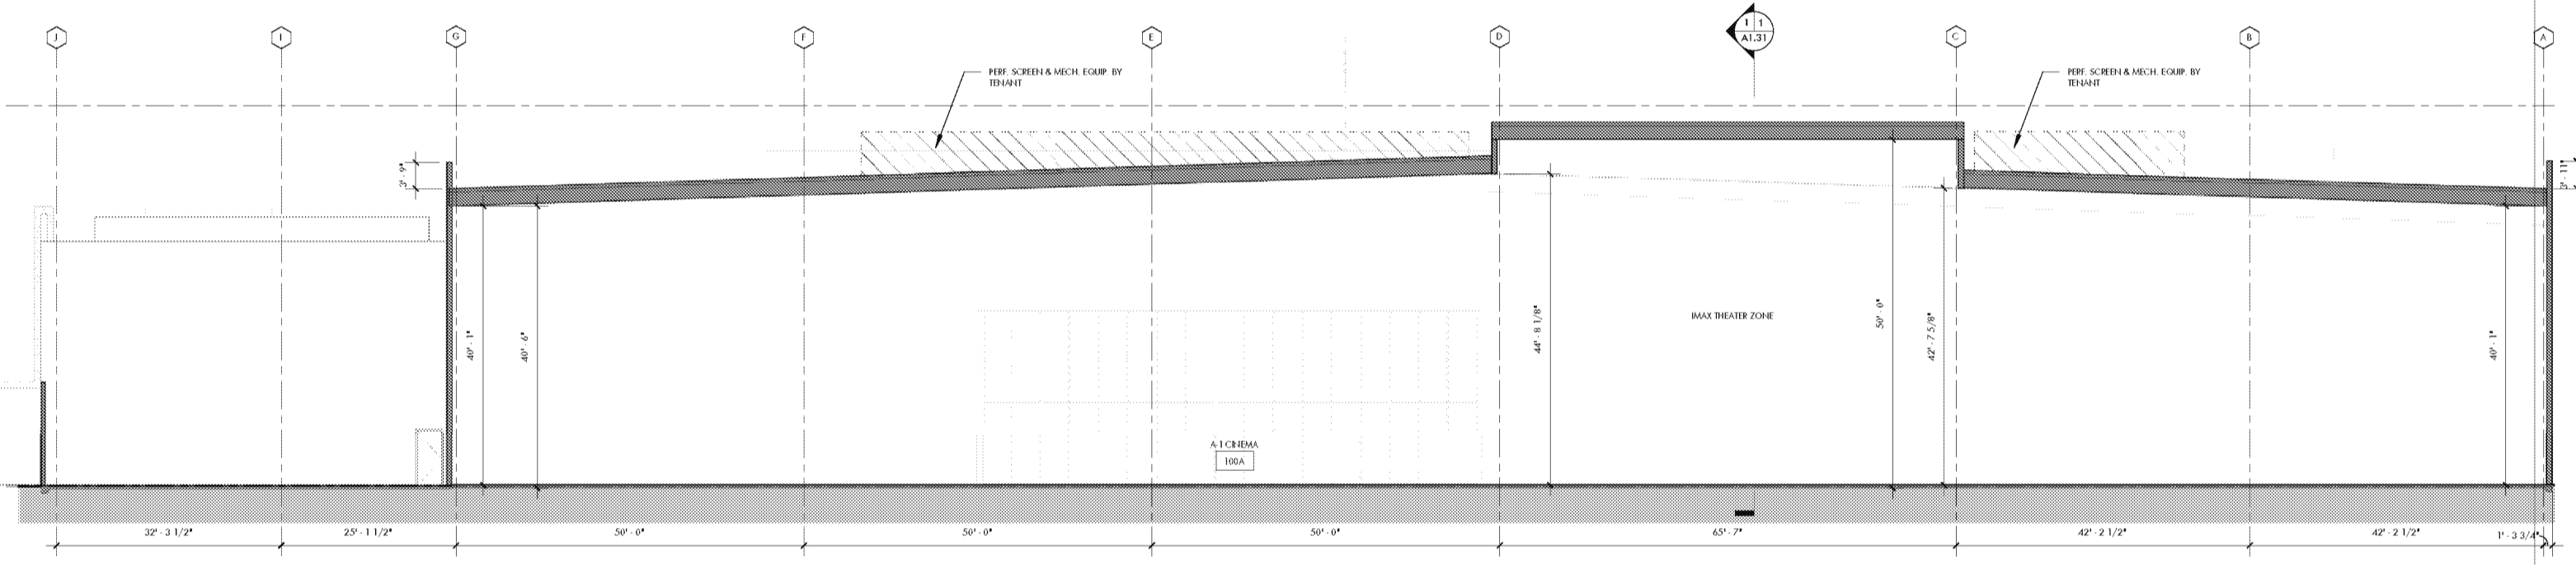 J
I
G
F
E
D
1 1
A1.31
C
B
A
PERF. SCREEN & MECH. EQUIP. BY
TENANT
PERF. SCREEN & MECH. EQUIP. BY
TENANT
3' - 9"
40' - 1"
40' - 6"
44' - 8 1/8"
IMAX THEATER ZONE
50' - 0"
42' - 7 5/8"
40' - 1"
A-1 CINEMA
100A
32' - 3 1/2"
25' - 1 1/2"
50' - 0"
50' - 0"
50' - 0"
65' - 7"
42' - 2 1/2"
42' - 2 1/2"
1' - 3 3/4"